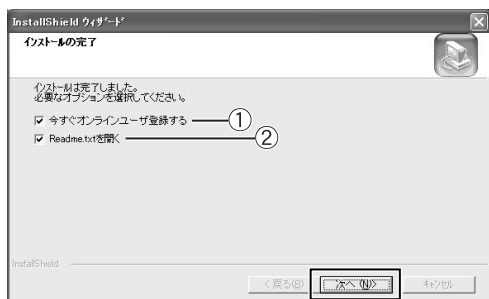 InstallShield ウィザード
インストールの完了
インストールは完了しました。
必要なオプションを選択してください。
今すぐオンラインユーザ登録する ①
Readme.txtを開く ②
InstallShield
< 戻る(B) 次へ(N)> キャンセル